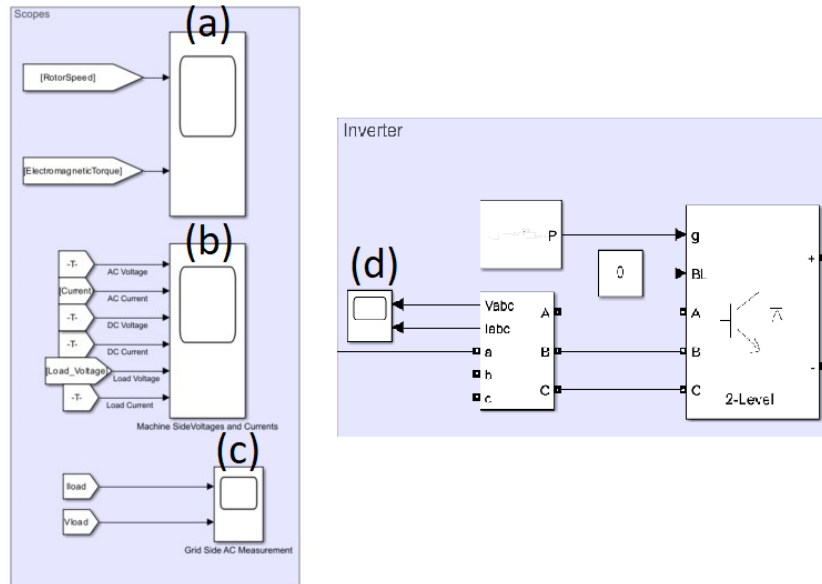 Scopes
(a)
[RotorSpeed]
[ElectromagneticTorque]
(b)
-T-
AC Voltage
[Current]
AC Current
-T-
DC Voltage
-T-
DC Current
[Load_Voltage]
Load Voltage
-T-
Load Current
Machine SideVoltages and Currents
(c)
Iload
Vload
Grid Side AC Measurement
Inverter
(d)
P
0
g
BL
Vabc
Iabc
A
A
a
B
B
b
c
C
C
+
-
2-Level